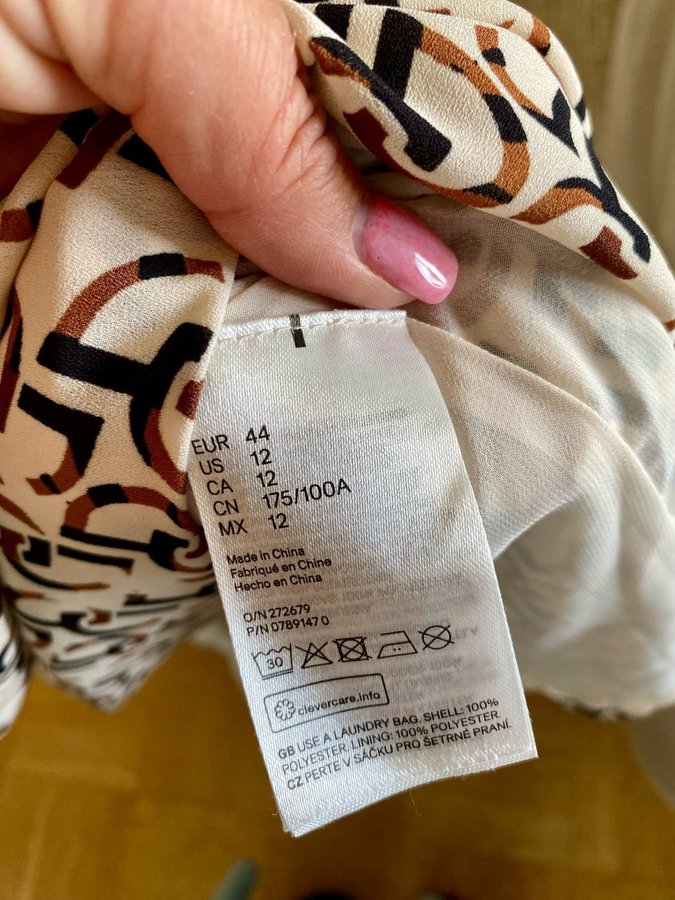 EUR 44
US 12
CA 12
CN 175/100A
MX 12
Made in China
Fabriqué en Chine
Hecho en China
O/N 272679
P/N 0789147 0
30
clevercare.info
GB USE A LAUNDRY BAG. SHELL: 100%
POLYESTER. LINING: 100% POLYESTER.
CZ PERTE V SÁČKU PRO ŠETRNÉ PRANÍ.